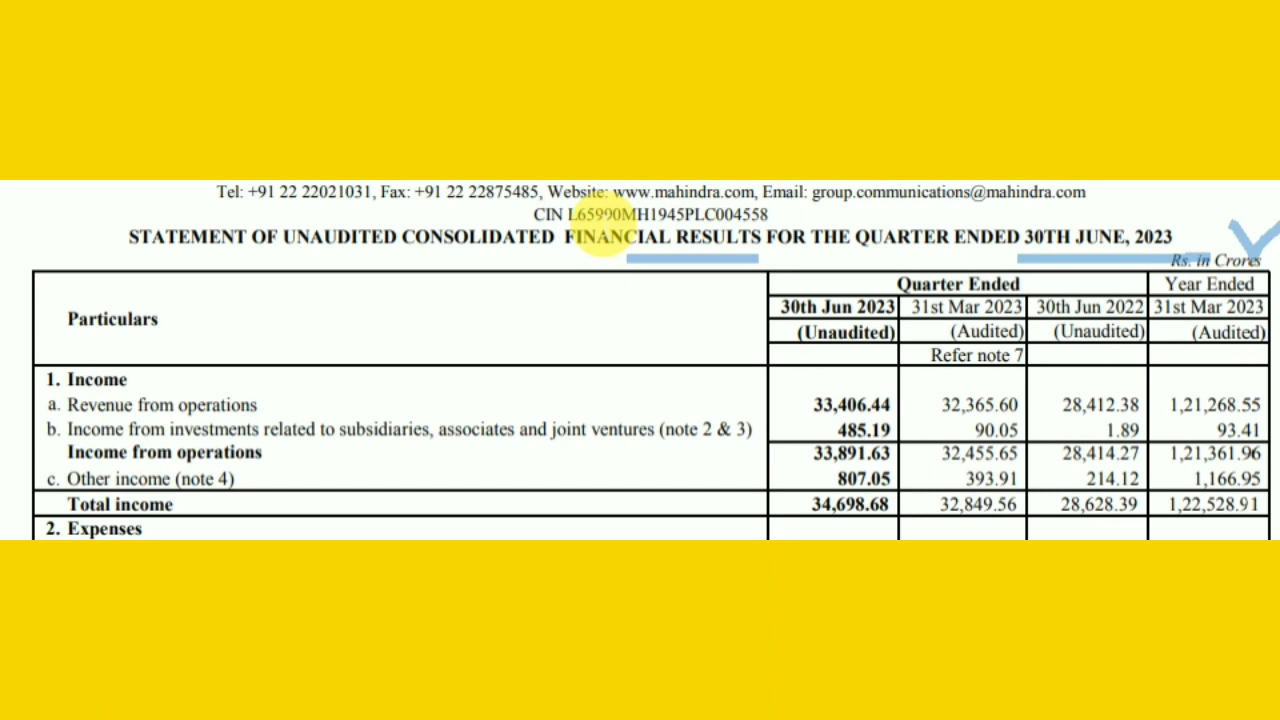 Tel: +91 22 22021031, Fax: +91 22 22875485, Website: www.mahindra.com, Email: group.communications@mahindra.com
CIN L65990MH1945PLC004558
STATEMENT OF UNAUDITED CONSOLIDATED FINANCIAL RESULTS FOR THE QUARTER ENDED 30TH JUNE, 2023
Rs. in Crores
Quarter Ended Year Ended
Particulars 30th Jun 2023 31st Mar 2023 30th Jun 2022 31st Mar 2023
(Unaudited) (Audited) (Unaudited) (Audited)
Refer note 7
1. Income
a. Revenue from operations 33,406.44 32,365.60 28,412.38 1,21,268.55
b. Income from investments related to subsidiaries, associates and joint ventures (note 2 & 3) 485.19 90.05 1.89 93.41
Income from operations 33,891.63 32,455.65 28,414.27 1,21,361.96
c. Other income (note 4) 807.05 393.91 214.12 1,166.95
Total income 34,698.68 32,849.56 28,628.39 1,22,528.91
2. Expenses